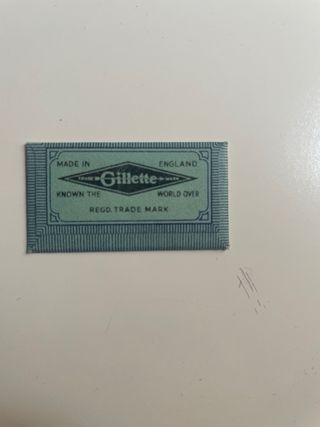 MADE IN ENGLAND
TRADE Gillette MARK
KNOWN THE WORLD OVER
REGD. TRADE MARK